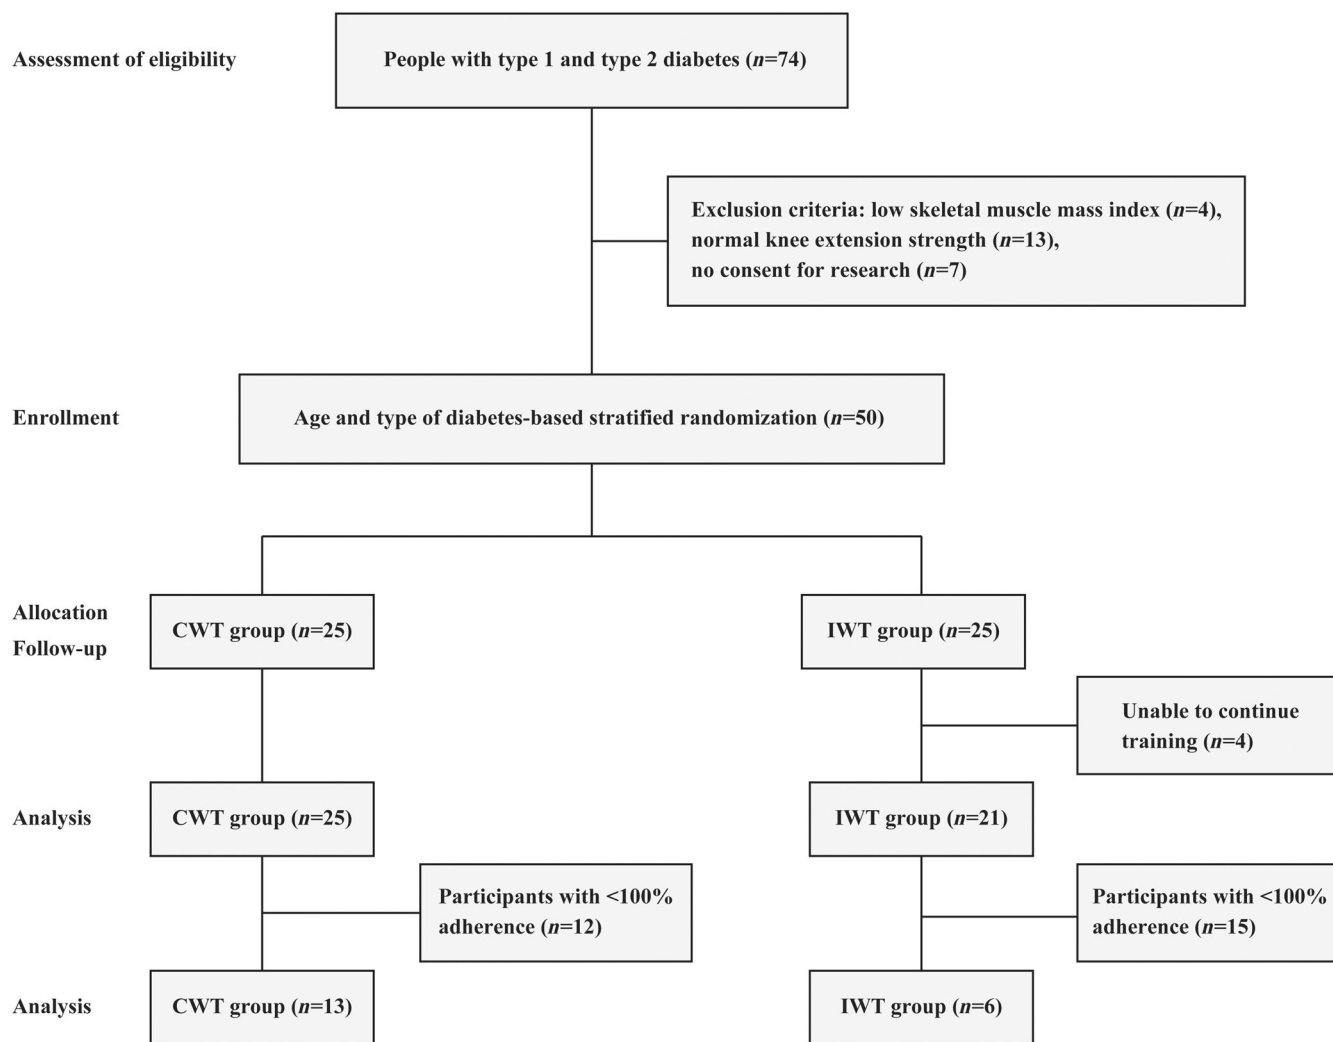 Assessment of eligibility
People with type 1 and type 2 diabetes (n=74)
Exclusion criteria: low skeletal muscle mass index (n=4),
normal knee extension strength (n=13),
no consent for research (n=7)
Enrollment
Age and type of diabetes-based stratified randomization (n=50)
Allocation
Follow-up
CWT group (n=25)
IWT group (n=25)
Unable to continue
training (n=4)
Analysis
CWT group (n=25)
IWT group (n=21)
Participants with <100%
adherence (n=12)
Participants with <100%
adherence (n=15)
Analysis
CWT group (n=13)
IWT group (n=6)